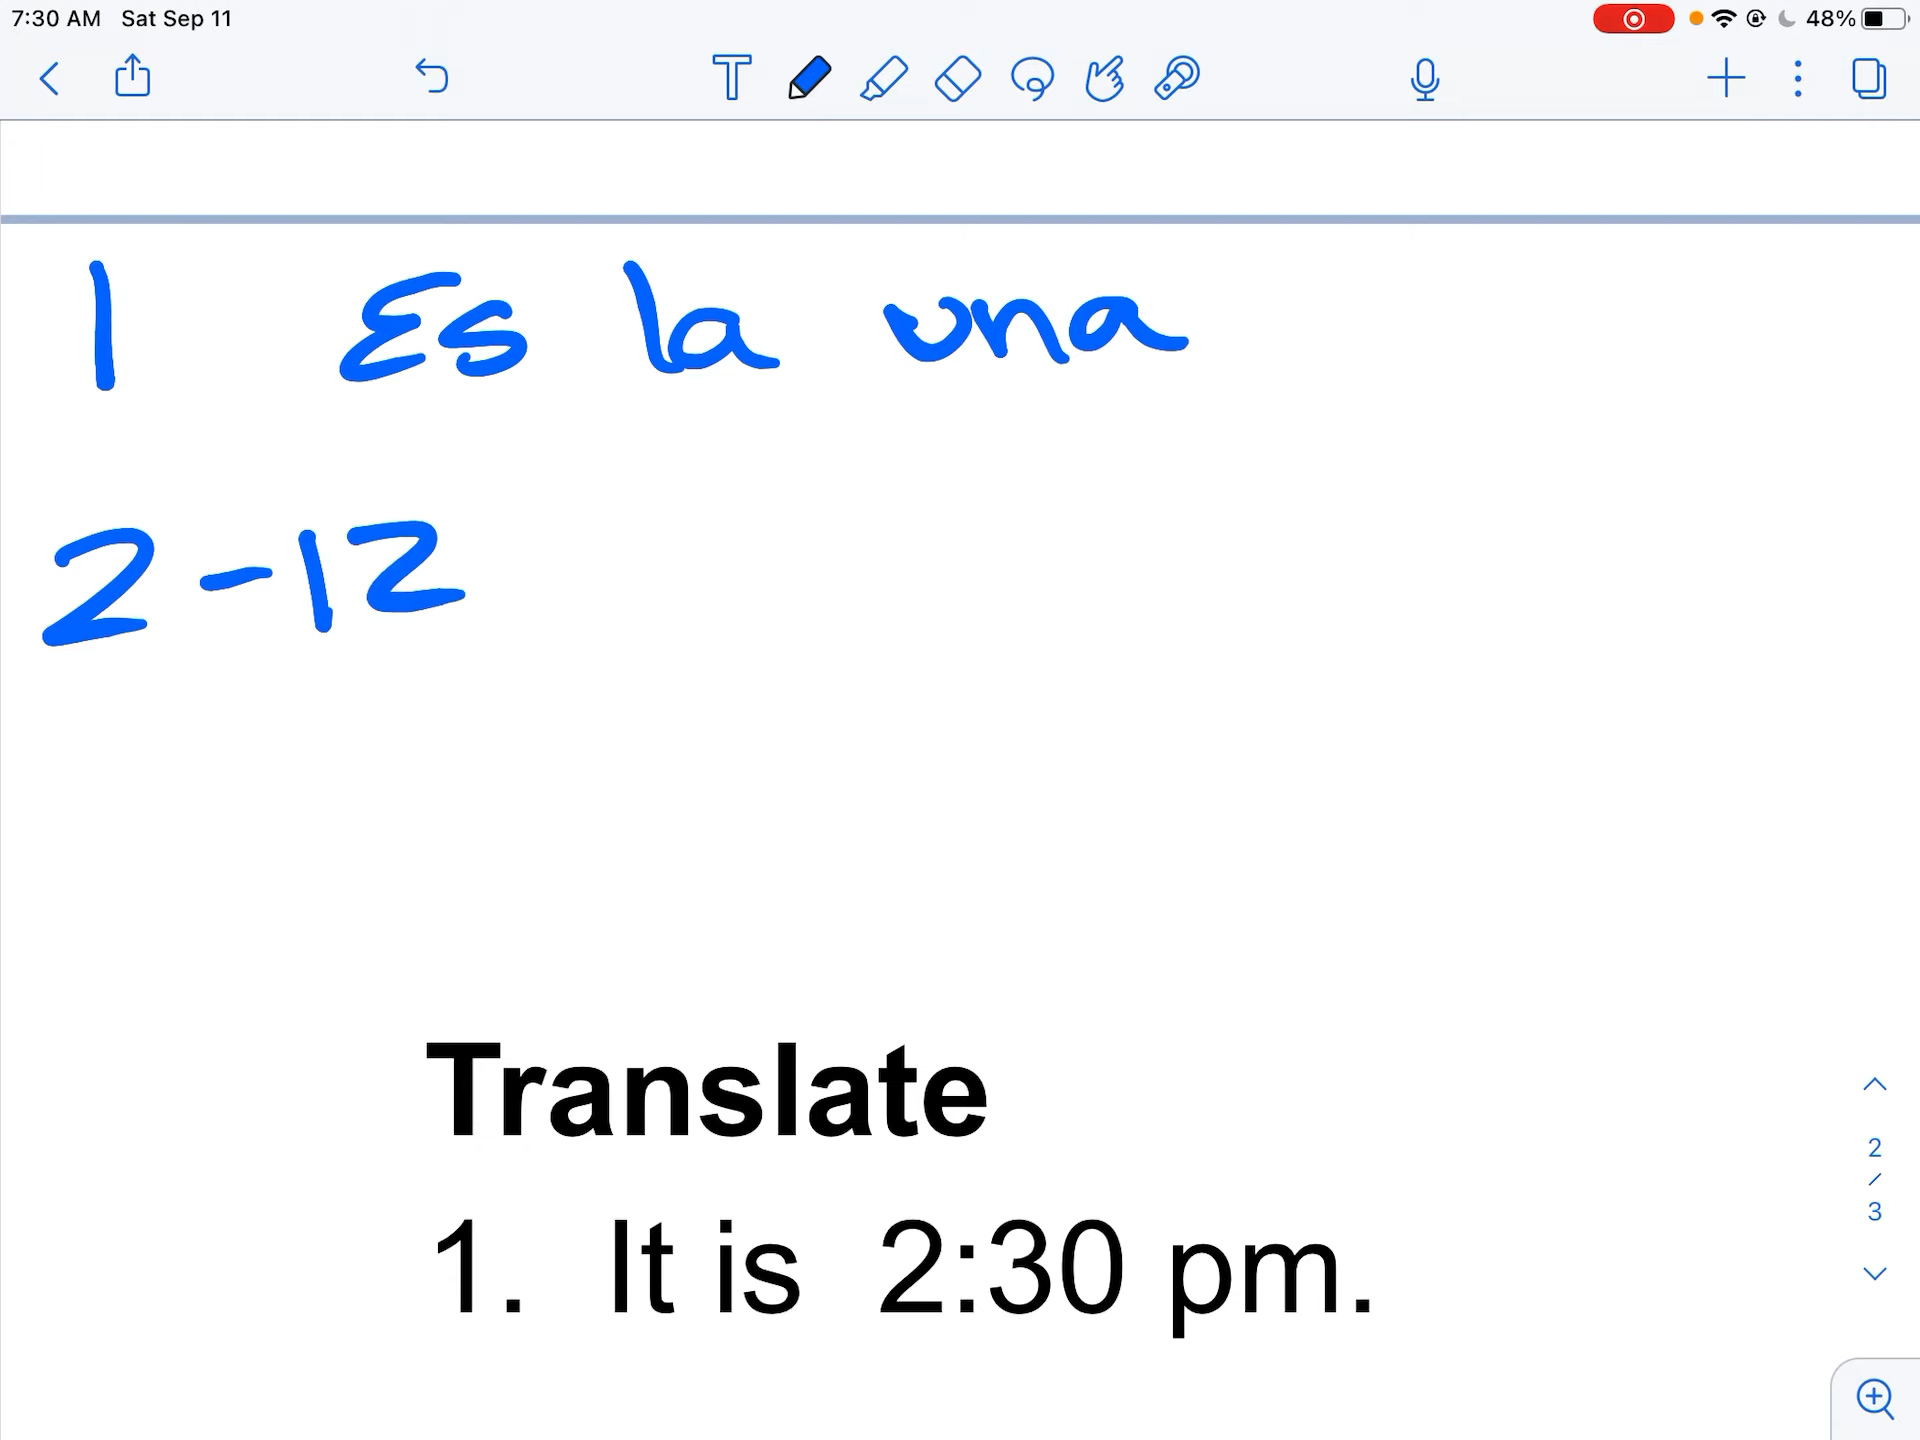 7:30 AM Sat Sep 11 48%
T
1 Es la una
2-12
Translate
1. It is 2:30 pm.
2
/
3